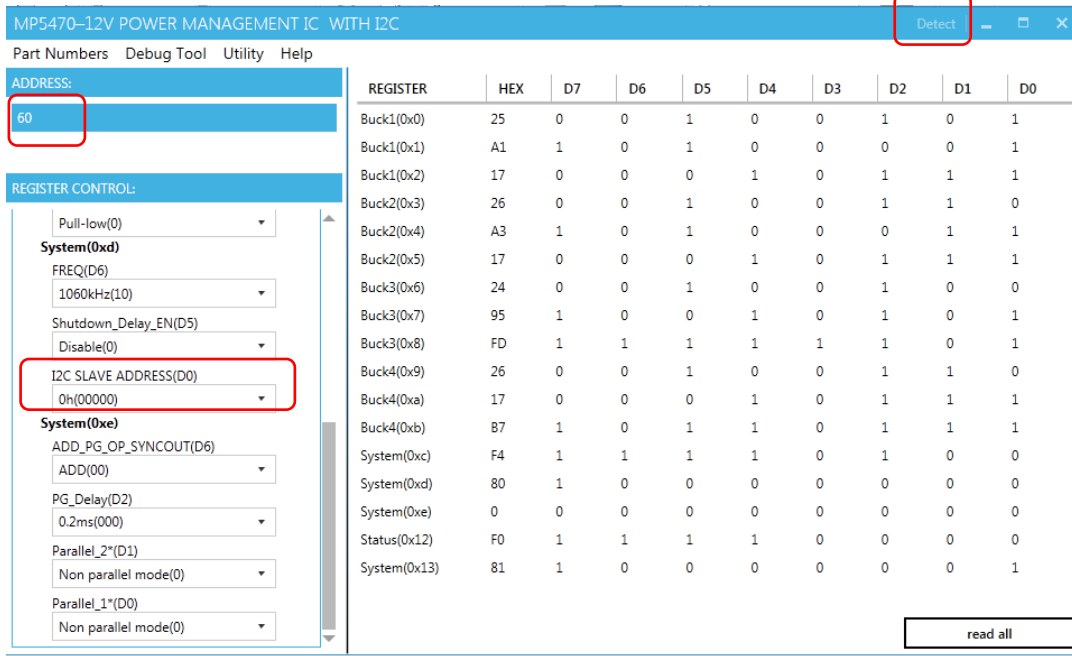 MP5470–12V POWER MANAGEMENT IC WITH I2C Detect
Part Numbers Debug Tool Utility Help
ADDRESS:
60
REGISTER CONTROL:
Pull-low(0)
System(0xd)
FREQ(D6)
1060kHz(10)
Shutdown_Delay_EN(D5)
Disable(0)
I2C SLAVE ADDRESS(D0)
0h(00000)
System(0xe)
ADD_PG_OP_SYNCOUT(D6)
ADD(00)
PG_Delay(D2)
0.2ms(000)
Parallel_2*(D1)
Non parallel mode(0)
Parallel_1*(D0)
Non parallel mode(0)
REGISTER HEX D7 D6 D5 D4 D3 D2 D1 D0
Buck1(0x0) 25 0 0 1 0 0 1 0 1
Buck1(0x1) A1 1 0 1 0 0 0 0 1
Buck1(0x2) 17 0 0 0 1 0 1 1 1
Buck2(0x3) 26 0 0 1 0 0 1 1 0
Buck2(0x4) A3 1 0 1 0 0 0 1 1
Buck2(0x5) 17 0 0 0 1 0 1 1 1
Buck3(0x6) 24 0 0 1 0 0 1 0 0
Buck3(0x7) 95 1 0 0 1 0 1 0 1
Buck3(0x8) FD 1 1 1 1 1 1 0 1
Buck4(0x9) 26 0 0 1 0 0 1 1 0
Buck4(0xa) 17 0 0 0 1 0 1 1 1
Buck4(0xb) B7 1 0 1 1 0 1 1 1
System(0xc) F4 1 1 1 1 0 1 0 0
System(0xd) 80 1 0 0 0 0 0 0 0
System(0xe) 0 0 0 0 0 0 0 0 0
Status(0x12) F0 1 1 1 1 0 0 0 0
System(0x13) 81 1 0 0 0 0 0 0 1
read all